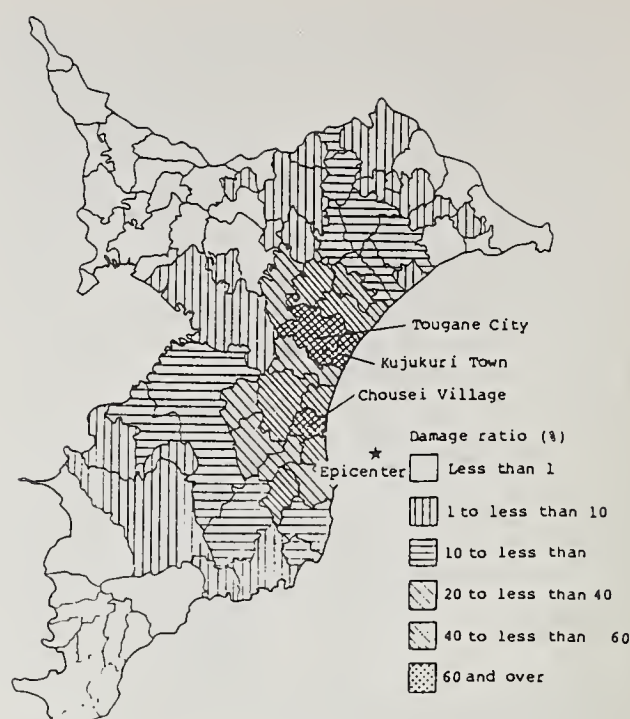 Tougane City
Kujukuri Town
Chousei Village
Damage ratio (%)
Epicenter
Less than 1
1 to less than 10
10 to less than
20 to less than 40
40 to less than 60
60 and over